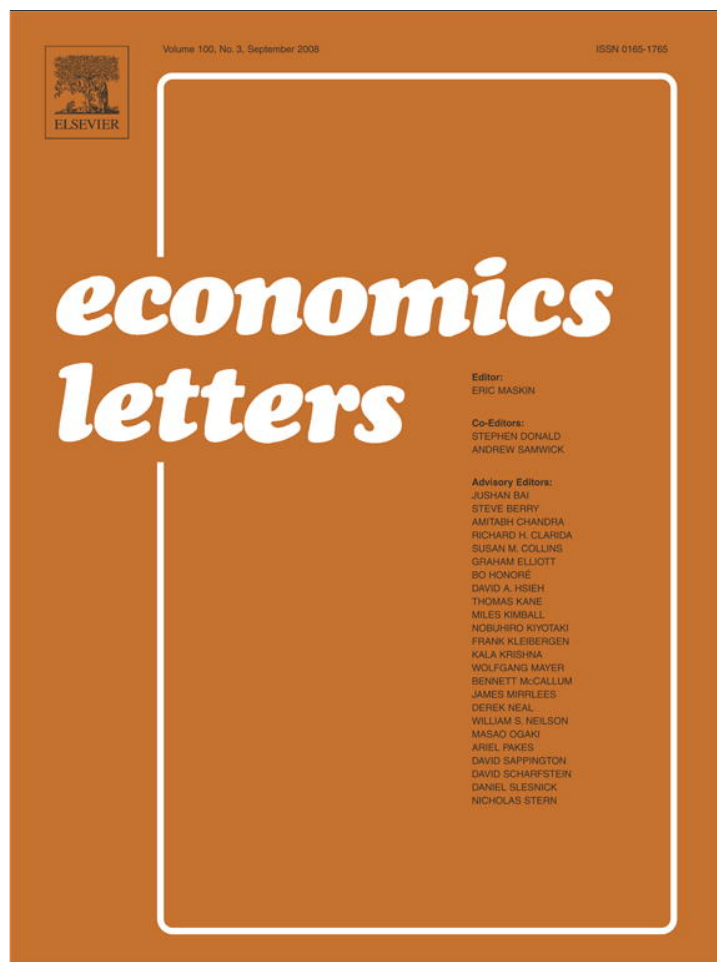 Volume 100, No. 3, September 2008
ISSN 0165-1765
ELSEVIER
economics
letters
Editor:
ERIC MASKIN
Co-Editors:
STEPHEN DONALD
ANDREW SAMWICK
Advisory Editors:
JUSHAN BAI
STEVE BERRY
AMITABH CHANDRA
RICHARD H. CLARIDA
SUSAN M. COLLINS
GRAHAM ELLIOTT
BO HONORÉ
DAVID A. HSIEH
THOMAS KANE
MILES KIMBALL
NOBUHIRO KIYOTAKI
FRANK KLEIBERGEN
KALA KRISHNA
WOLFGANG MAYER
BENNETT McCALLUM
JAMES MIRRLEES
DEREK NEAL
WILLIAM S. NEILSON
MASAO OGAKI
ARIEL PAKES
DAVID SAPPINGTON
DAVID SCHARFSTEIN
DANIEL SLESNICK
NICHOLAS STERN